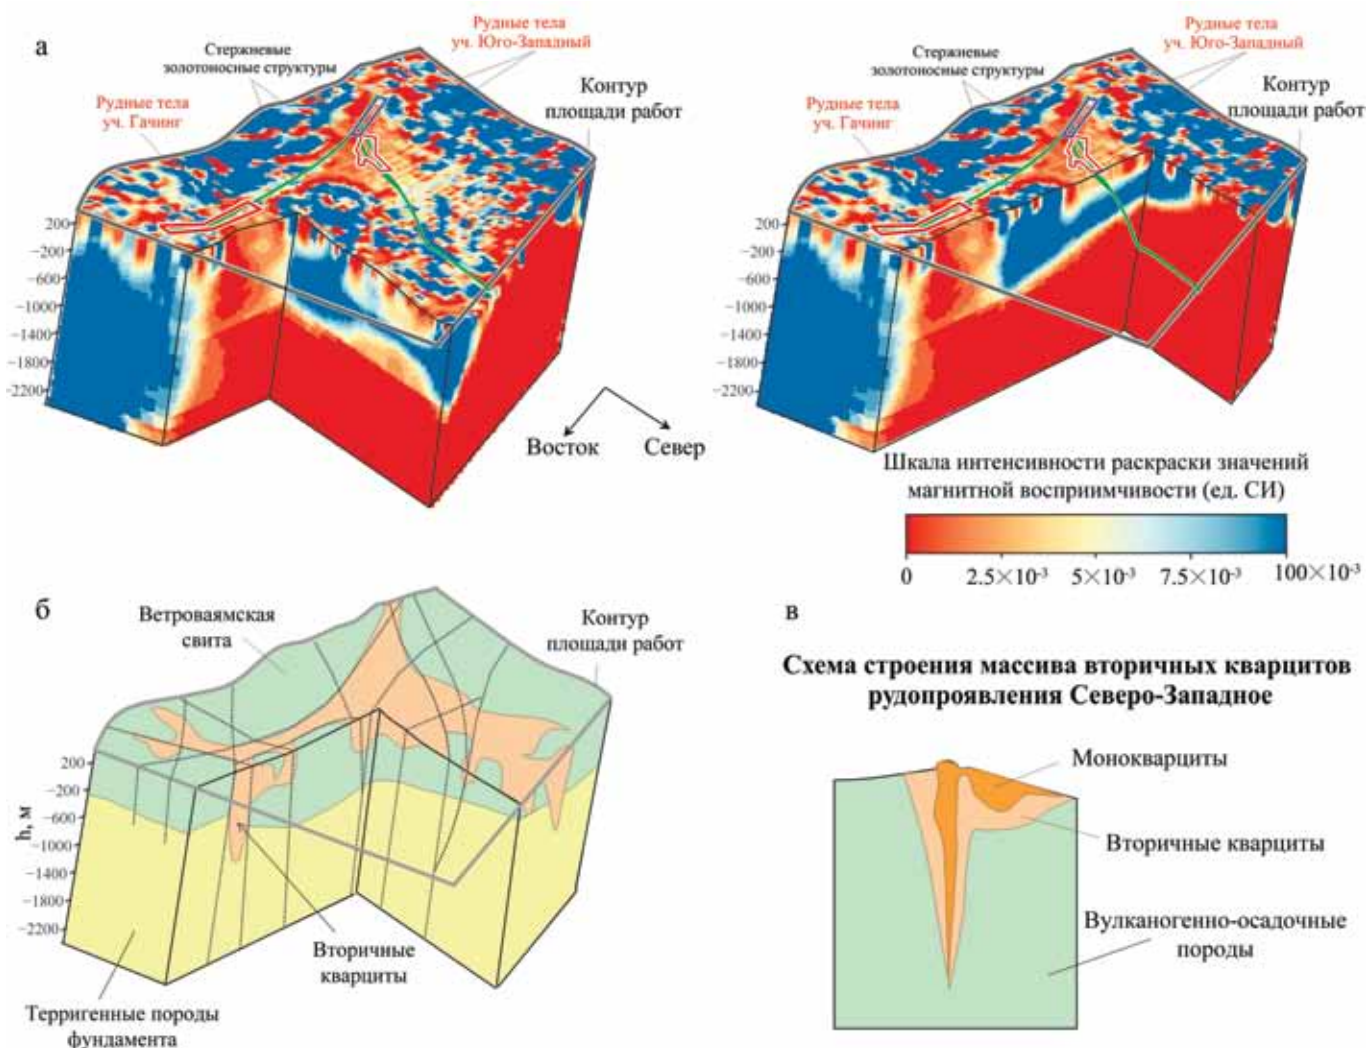 а
Рудные тела
уч. Юго-Западный
Стержневые
золотоносные структуры
Контур
площади работ
Рудные тела
уч. Гачинг
200
−200
−600
−1000
−1400
−1800
−2200
Восток
Север
Рудные тела
уч. Юго-Западный
Стержневые
золотоносные структуры
Контур
площади работ
Рудные тела
уч. Гачинг
200
−200
−600
−1000
−1400
−1800
−2200
Шкала интенсивности раскраски значений
магнитной восприимчивости (ед. СИ)
0
2.5×10⁻³
5×10⁻³
7.5×10⁻³
100×10⁻³
б
Ветроваямская
свита
Контур
площади работ
200
−200
−600
−1000
−1400
−1800
−2200
h, м
Вторичные
кварциты
Терригенные породы
фундамента
в
Схема строения массива вторичных кварцитов
рудопроявления Северо-Западное
Монокварциты
Вторичные кварциты
Вулканогенно-осадочные
породы